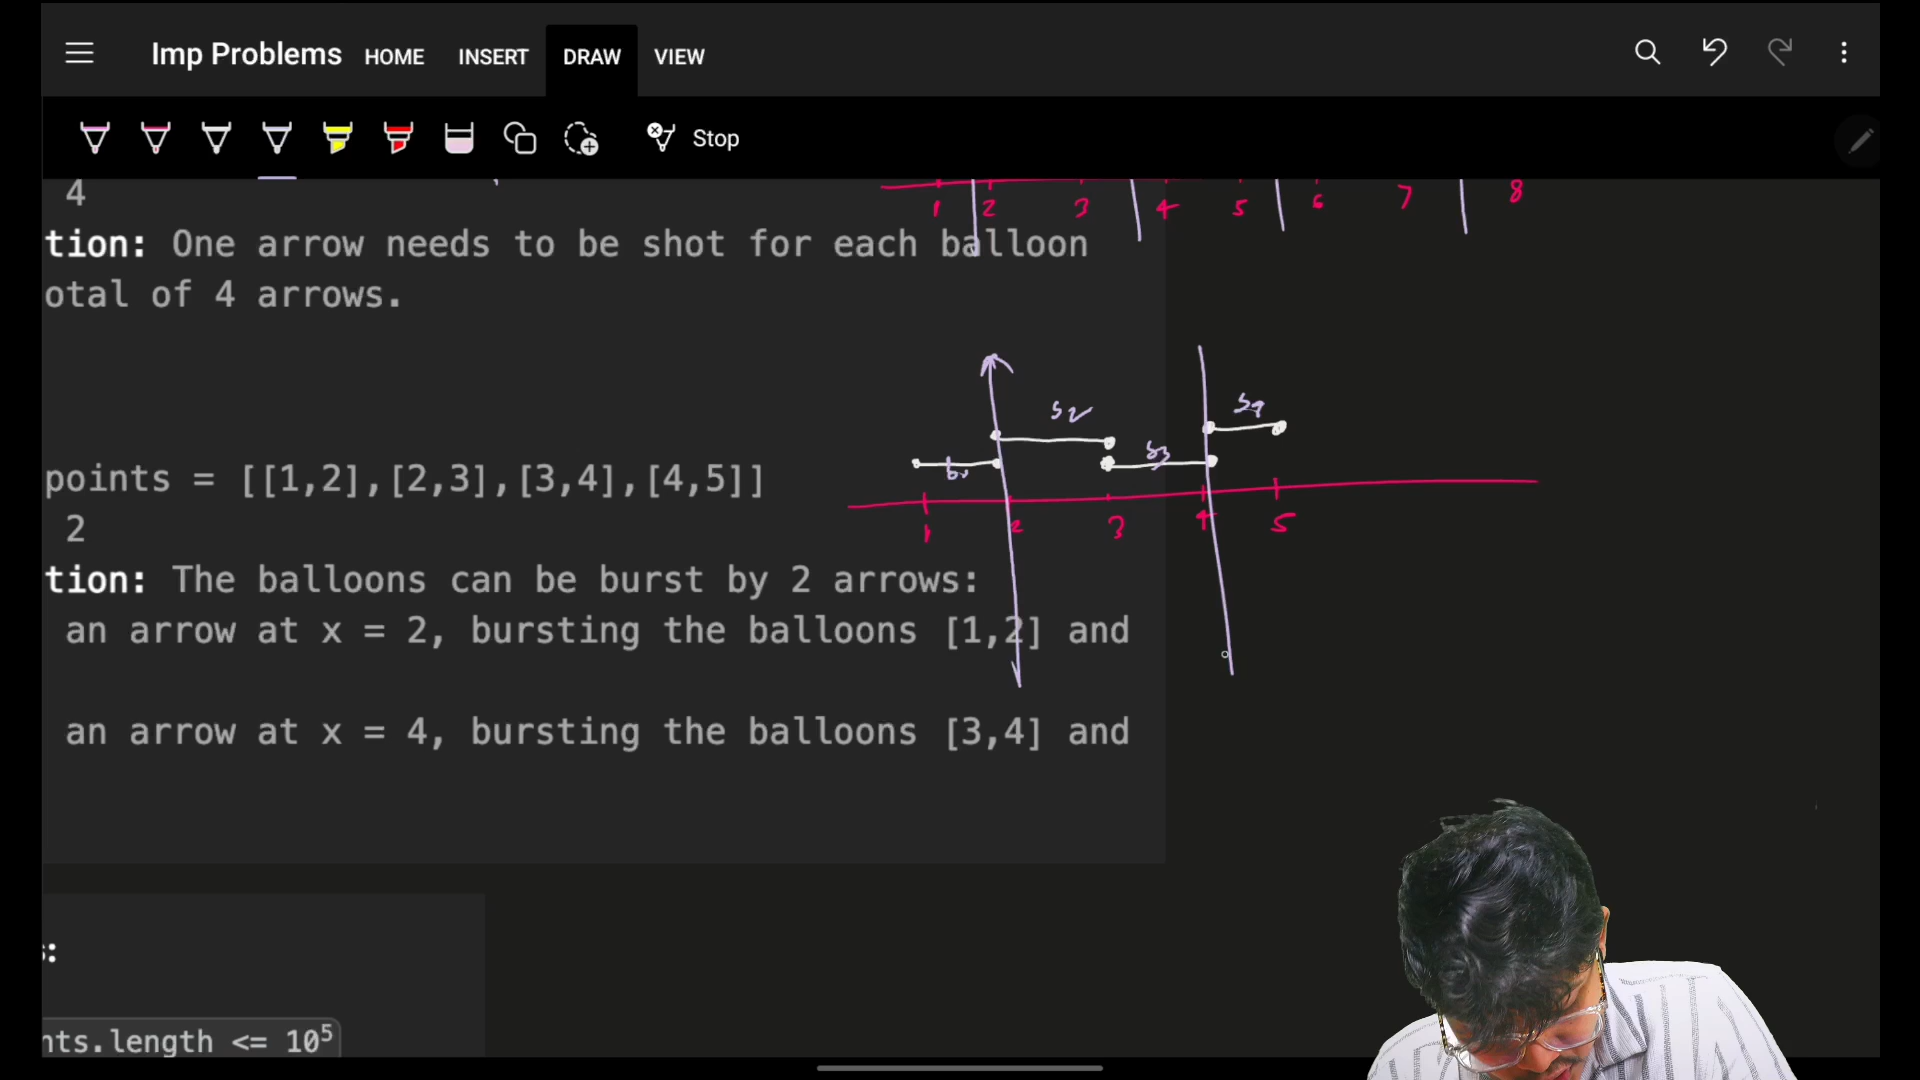 Imp Problems HOME INSERT DRAW VIEW
Stop
4
1 2 3 4 5 6 7 8
tion: One arrow needs to be shot for each balloon
otal of 4 arrows.
b2 b4
b1 b3
points = [[1,2],[2,3],[3,4],[4,5]]
1 2 3 4 5
2
tion: The balloons can be burst by 2 arrows:
an arrow at x = 2, bursting the balloons [1,2] and
an arrow at x = 4, bursting the balloons [3,4] and
s:
nts.length <= 10⁵